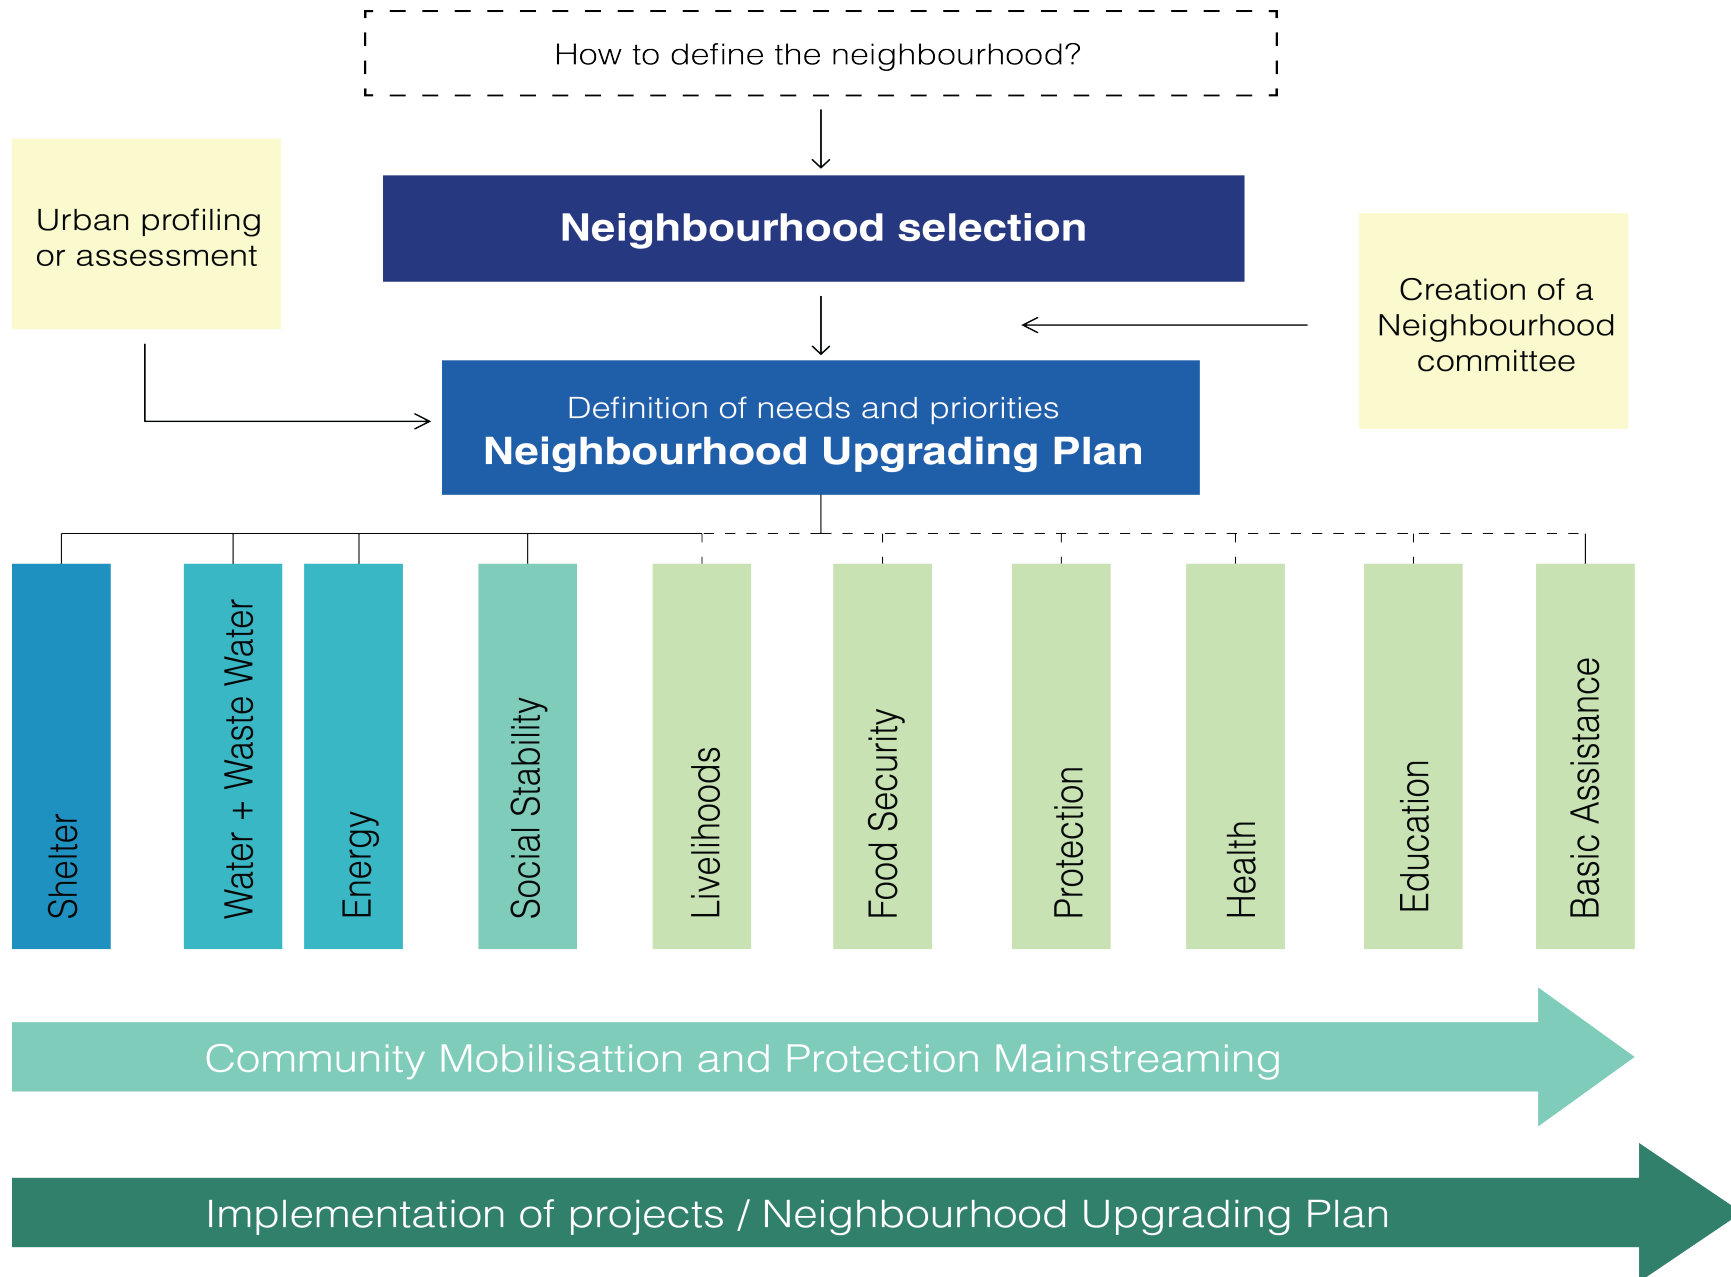 How to define the neighbourhood?
Neighbourhood selection
Urban profiling
or assessment
Creation of a
Neighbourhood
committee
Definition of needs and priorities
Neighbourhood Upgrading Plan
Shelter
Water + Waste Water
Energy
Social Stability
Livelihoods
Food Security
Protection
Health
Education
Basic Assistance
Community Mobilisattion and Protection Mainstreaming
Implementation of projects / Neighbourhood Upgrading Plan